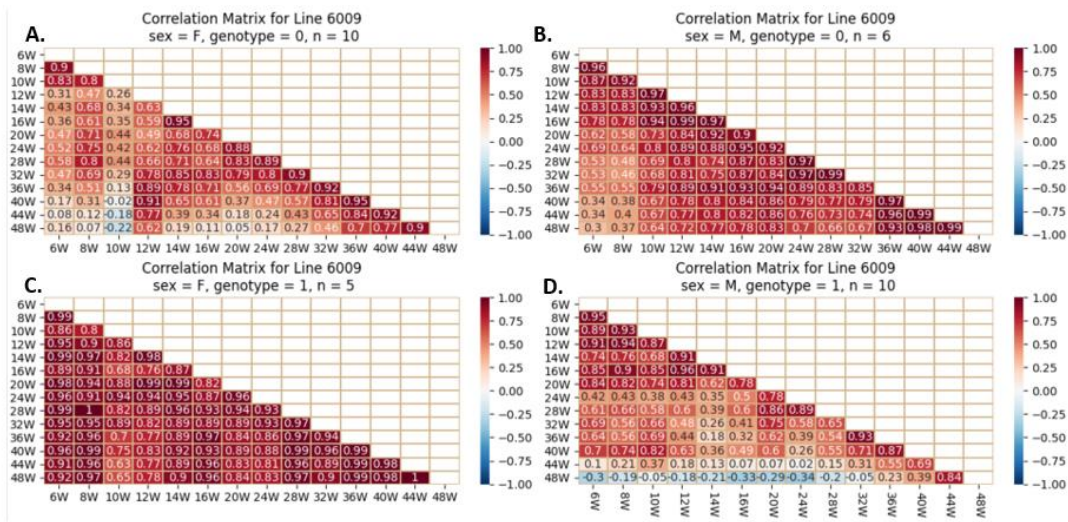 A.
Correlation Matrix for Line 6009
sex = F, genotype = 0, n = 10
6W
8W 0.9
10W 0.83 0.8
12W 0.31 0.47 0.26
14W 0.43 0.68 0.34 0.63
16W 0.36 0.61 0.35 0.59 0.95
20W 0.47 0.71 0.44 0.49 0.68 0.74
24W 0.52 0.75 0.42 0.62 0.76 0.68 0.88
28W 0.58 0.8 0.44 0.66 0.71 0.64 0.83 0.89
32W 0.47 0.69 0.29 0.78 0.85 0.83 0.79 0.8 0.9
36W 0.34 0.51 0.13 0.89 0.78 0.71 0.56 0.69 0.77 0.92
40W 0.17 0.31 -0.02 0.91 0.65 0.61 0.37 0.47 0.57 0.81 0.95
44W 0.08 0.12 -0.18 0.77 0.39 0.34 0.18 0.24 0.43 0.65 0.84 0.92
48W 0.16 0.07 -0.22 0.62 0.19 0.11 0.05 0.17 0.27 0.46 0.7 0.77 0.9
6W 8W 10W 12W 14W 16W 20W 24W 28W 32W 36W 40W 44W 48W
1.00
0.75
0.50
0.25
0.00
−0.25
−0.50
−0.75
−1.00
B.
Correlation Matrix for Line 6009
sex = M, genotype = 0, n = 6
6W
8W 0.96
10W 0.87 0.92
12W 0.83 0.83 0.97
14W 0.83 0.83 0.93 0.96
16W 0.78 0.78 0.94 0.99 0.97
20W 0.62 0.58 0.73 0.84 0.92 0.9
24W 0.69 0.64 0.8 0.89 0.88 0.95 0.92
28W 0.53 0.48 0.69 0.8 0.74 0.87 0.83 0.97
32W 0.53 0.46 0.68 0.81 0.75 0.87 0.84 0.97 0.99
36W 0.55 0.55 0.79 0.89 0.91 0.93 0.94 0.89 0.83 0.85
40W 0.34 0.38 0.67 0.78 0.8 0.84 0.86 0.79 0.77 0.79 0.97
44W 0.34 0.4 0.67 0.77 0.8 0.82 0.86 0.76 0.73 0.74 0.96 0.99
48W 0.3 0.37 0.64 0.72 0.77 0.78 0.83 0.7 0.66 0.67 0.93 0.98 0.99
6W 8W 10W 12W 14W 16W 20W 24W 28W 32W 36W 40W 44W 48W
1.00
0.75
0.50
0.25
0.00
−0.25
−0.50
−0.75
−1.00
C.
Correlation Matrix for Line 6009
sex = F, genotype = 1, n = 5
6W
8W 0.99
10W 0.86 0.8
12W 0.95 0.9 0.86
14W 0.99 0.97 0.82 0.98
16W 0.89 0.91 0.68 0.76 0.87
20W 0.98 0.94 0.88 0.99 0.99 0.82
24W 0.96 0.91 0.94 0.94 0.95 0.87 0.96
28W 0.99 1 0.82 0.89 0.96 0.93 0.94 0.93
32W 0.95 0.95 0.89 0.82 0.89 0.89 0.89 0.93 0.97
36W 0.92 0.96 0.7 0.77 0.89 0.97 0.84 0.86 0.97 0.94
40W 0.96 0.99 0.75 0.83 0.92 0.93 0.89 0.88 0.99 0.96 0.99
44W 0.91 0.96 0.63 0.77 0.89 0.96 0.83 0.81 0.96 0.89 0.99 0.98
48W 0.92 0.97 0.65 0.78 0.9 0.96 0.84 0.83 0.97 0.9 0.99 0.98 1
6W 8W 10W 12W 14W 16W 20W 24W 28W 32W 36W 40W 44W 48W
1.00
0.75
0.50
0.25
0.00
−0.25
−0.50
−0.75
−1.00
D.
Correlation Matrix for Line 6009
sex = M, genotype = 1, n = 10
6W
8W 0.95
10W 0.89 0.93
12W 0.91 0.94 0.87
14W 0.74 0.76 0.68 0.91
16W 0.85 0.9 0.85 0.96 0.91
20W 0.84 0.82 0.74 0.81 0.62 0.78
24W 0.42 0.43 0.38 0.43 0.35 0.5 0.78
28W 0.61 0.66 0.58 0.6 0.39 0.6 0.86 0.89
32W 0.69 0.56 0.66 0.48 0.26 0.41 0.75 0.58 0.65
36W 0.64 0.56 0.69 0.44 0.18 0.32 0.62 0.39 0.54 0.93
40W 0.7 0.74 0.82 0.63 0.36 0.49 0.6 0.26 0.55 0.71 0.87
44W 0.1 0.21 0.37 0.18 0.13 0.07 0.07 0.02 0.15 0.31 0.55 0.69
48W -0.3 -0.19 -0.05 -0.18 -0.21 -0.33 -0.29 -0.34 -0.2 -0.05 0.23 0.39 0.84
6W 8W 10W 12W 14W 16W 20W 24W 28W 32W 36W 40W 44W 48W
1.00
0.75
0.50
0.25
0.00
−0.25
−0.50
−0.75
−1.00